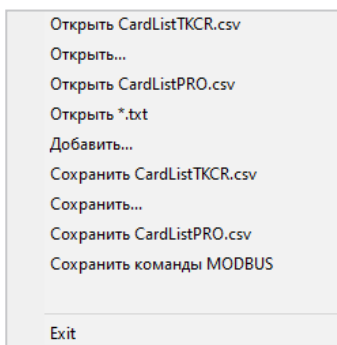 Открыть CardListTKCR.csv
Открыть...
Открыть CardListPRO.csv
Открыть *.txt
Добавить...
Сохранить CardListTKCR.csv
Сохранить...
Сохранить CardListPRO.csv
Сохранить команды MODBUS
Exit